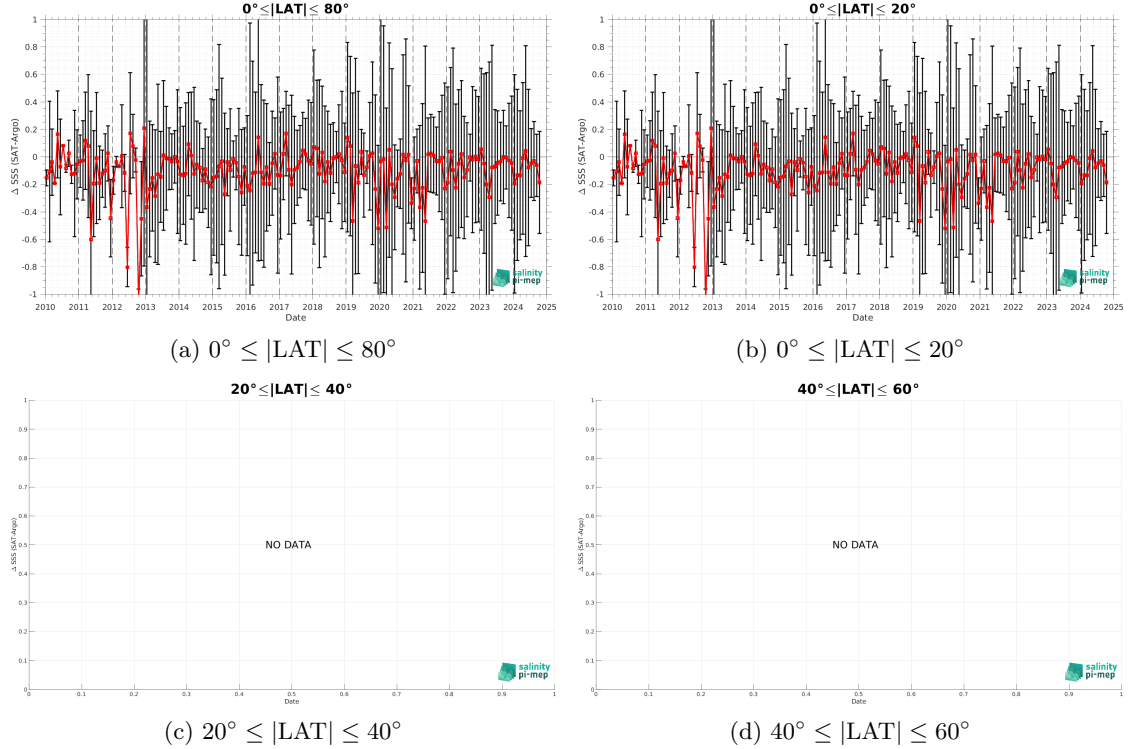 0°≤|LAT|≤ 80°
Δ SSS (SAT-Argo)
1
0.8
0.6
0.4
0.2
0
-0.2
-0.4
-0.6
-0.8
-1
2010 2011 2012 2013 2014 2015 2016 2017 2018 2019 2020 2021 2022 2023 2024 2025
Date
salinity
pi-mep
(a) 0° ≤ |LAT| ≤ 80°
0°≤|LAT|≤ 20°
Δ SSS (SAT-Argo)
1
0.8
0.6
0.4
0.2
0
-0.2
-0.4
-0.6
-0.8
-1
2010 2011 2012 2013 2014 2015 2016 2017 2018 2019 2020 2021 2022 2023 2024 2025
Date
salinity
pi-mep
(b) 0° ≤ |LAT| ≤ 20°
20°≤|LAT|≤ 40°
Δ SSS (SAT-Argo)
1
0.9
0.8
0.7
0.6
0.5
0.4
0.3
0.2
0.1
0
NO DATA
0 0.1 0.2 0.3 0.4 0.5 0.6 0.7 0.8 0.9 1
Date
salinity
pi-mep
(c) 20° ≤ |LAT| ≤ 40°
40°≤|LAT|≤ 60°
Δ SSS (SAT-Argo)
1
0.9
0.8
0.7
0.6
0.5
0.4
0.3
0.2
0.1
0
NO DATA
0 0.1 0.2 0.3 0.4 0.5 0.6 0.7 0.8 0.9 1
Date
salinity
pi-mep
(d) 40° ≤ |LAT| ≤ 60°